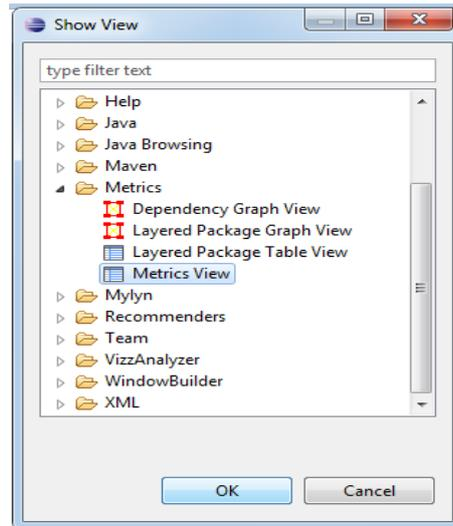 Show View
type filter text
Help
Java
Java Browsing
Maven
Metrics
Dependency Graph View
Layered Package Graph View
Layered Package Table View
Metrics View
Mylyn
Recommenders
Team
VizzAnalyzer
WindowBuilder
XML
OK Cancel